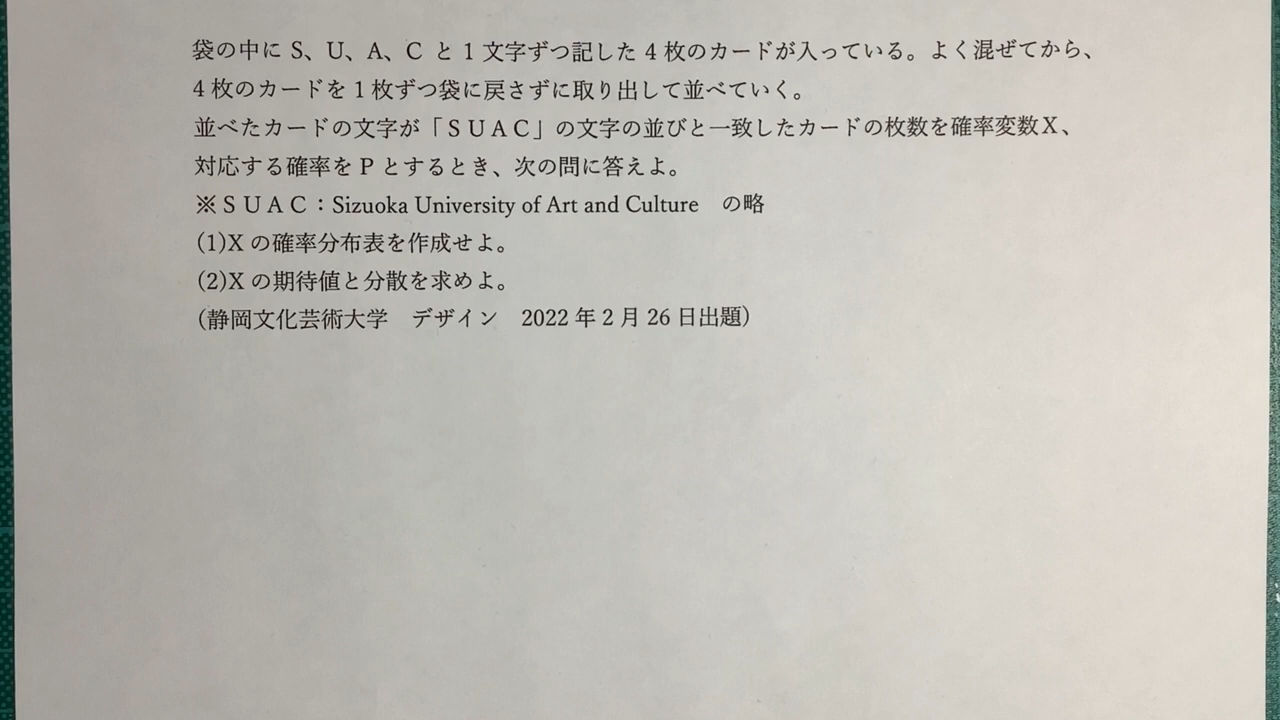 袋の中に S、U、A、C と 1 文字ずつ記した 4 枚のカードが入っている。よく混ぜてから、
4 枚のカードを 1 枚ずつ袋に戻さずに取り出して並べていく。
並べたカードの文字が「ＳＵＡＣ」の文字の並びと一致したカードの枚数を確率変数X、
対応する確率を P とするとき、次の問に答えよ。
※ＳＵＡＣ：Sizuoka University of Art and Culture　の略
(1)X の確率分布表を作成せよ。
(2)X の期待値と分散を求めよ。
(静岡文化芸術大学　デザイン　2022 年 2 月 26 日出題)